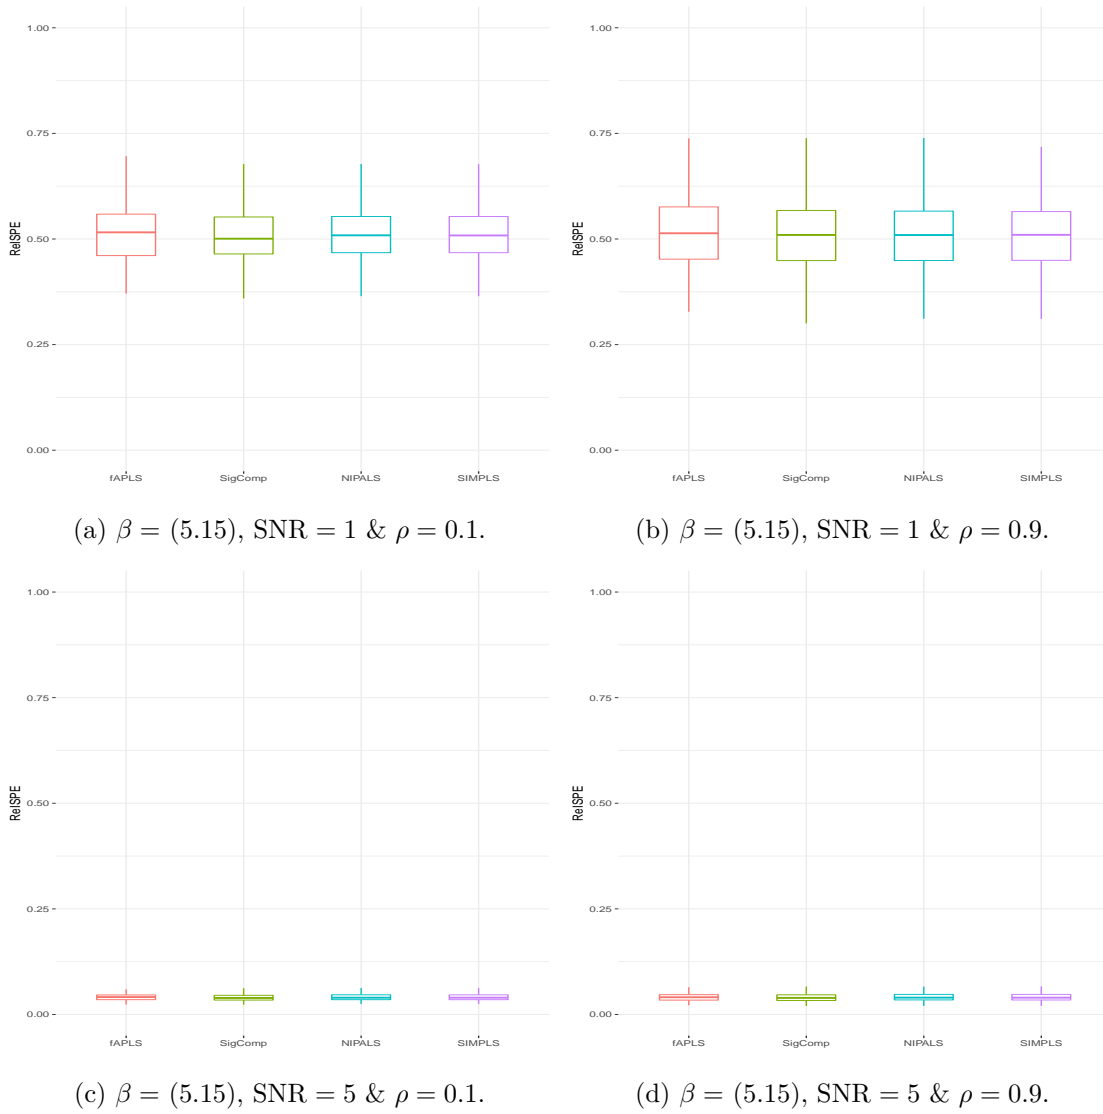 1.00
0.75
0.50
0.25
0.00
RelSPE
fAPLS SigComp NIPALS SIMPLS
(a) β = (5.15), SNR = 1 & ρ = 0.1.
1.00
0.75
0.50
0.25
0.00
RelSPE
fAPLS SigComp NIPALS SIMPLS
(b) β = (5.15), SNR = 1 & ρ = 0.9.
1.00
0.75
0.50
0.25
0.00
RelSPE
fAPLS SigComp NIPALS SIMPLS
(c) β = (5.15), SNR = 5 & ρ = 0.1.
1.00
0.75
0.50
0.25
0.00
RelSPE
fAPLS SigComp NIPALS SIMPLS
(d) β = (5.15), SNR = 5 & ρ = 0.9.